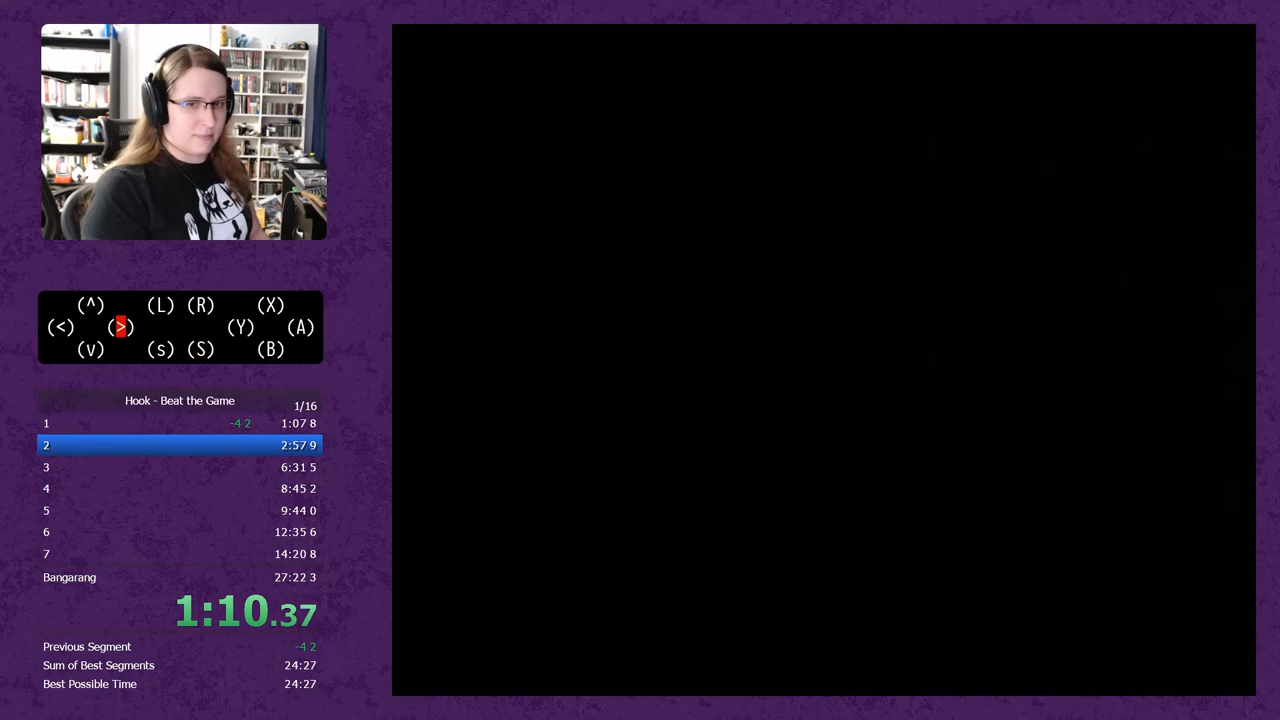 (^) (L) (R) (X)
(<) (>) (Y) (A)
(v) (s) (S) (B)
Hook - Beat the Game
1/16
1 -4 2 1:07 8
2 2:57 9
3 6:31 5
4 8:45 2
5 9:44 0
6 12:35 6
7 14:20 8
Bangarang 27:22 3
1:10.37
Previous Segment -4 2
Sum of Best Segments 24:27
Best Possible Time 24:27